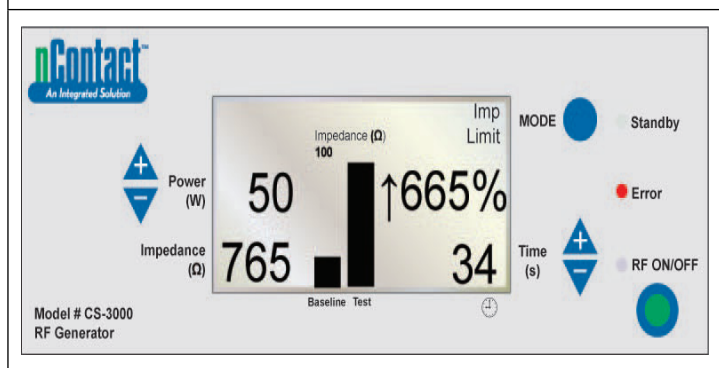 nContact™
An Integrated Solution
Imp
Limit
Impedance (Ω)
100
MODE
Standby
+
Power
(W)
50
↑665%
Error
−
Impedance
(Ω)
765
34
Time
(s)
+
−
RF ON/OFF
Baseline Test
Model # CS-3000
RF Generator